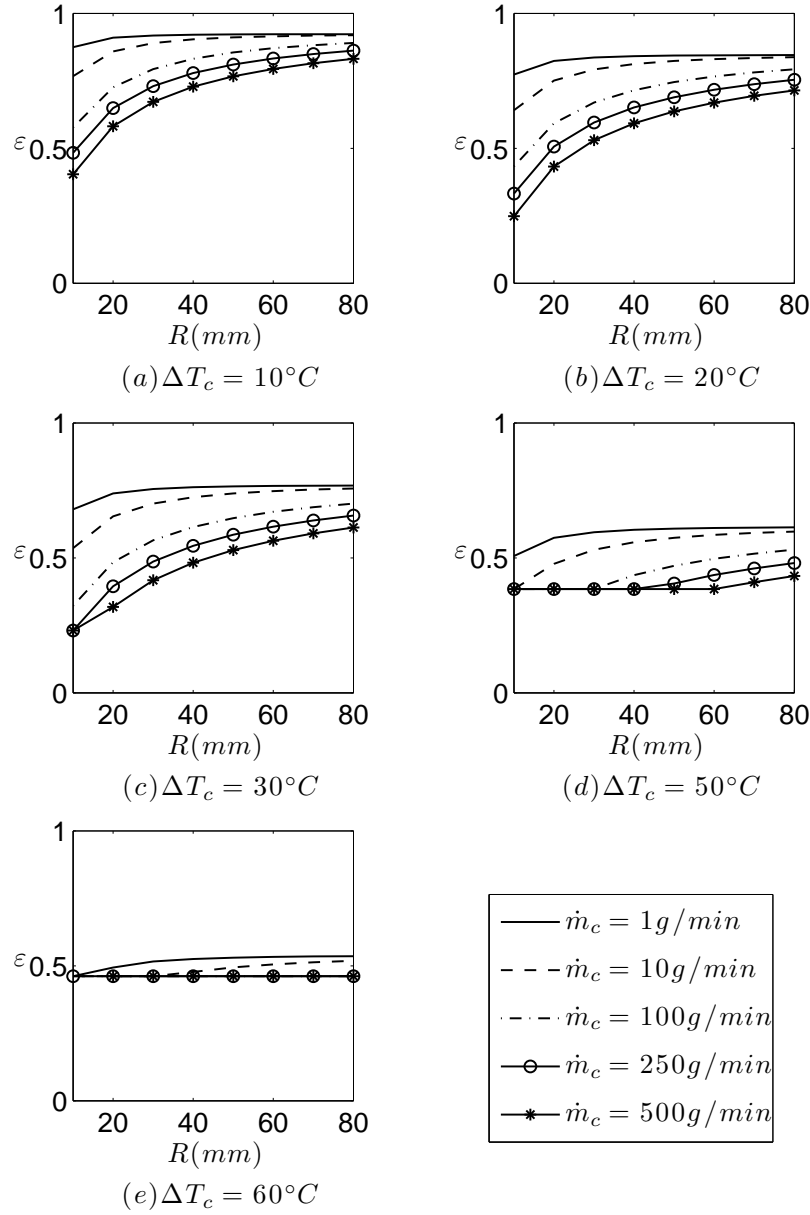 1
1
ε 0.5
ε 0.5
0
0
20 40 60 80
20 40 60 80
R(mm)
R(mm)
(a)ΔT_c = 10°C
(b)ΔT_c = 20°C
1
1
ε 0.5
ε 0.5
0
0
20 40 60 80
20 40 60 80
R(mm)
R(mm)
(c)ΔT_c = 30°C
(d)ΔT_c = 50°C
1
ε 0.5
0
20 40 60 80
R(mm)
(e)ΔT_c = 60°C
ṁ_c = 1g/min
ṁ_c = 10g/min
ṁ_c = 100g/min
ṁ_c = 250g/min
ṁ_c = 500g/min